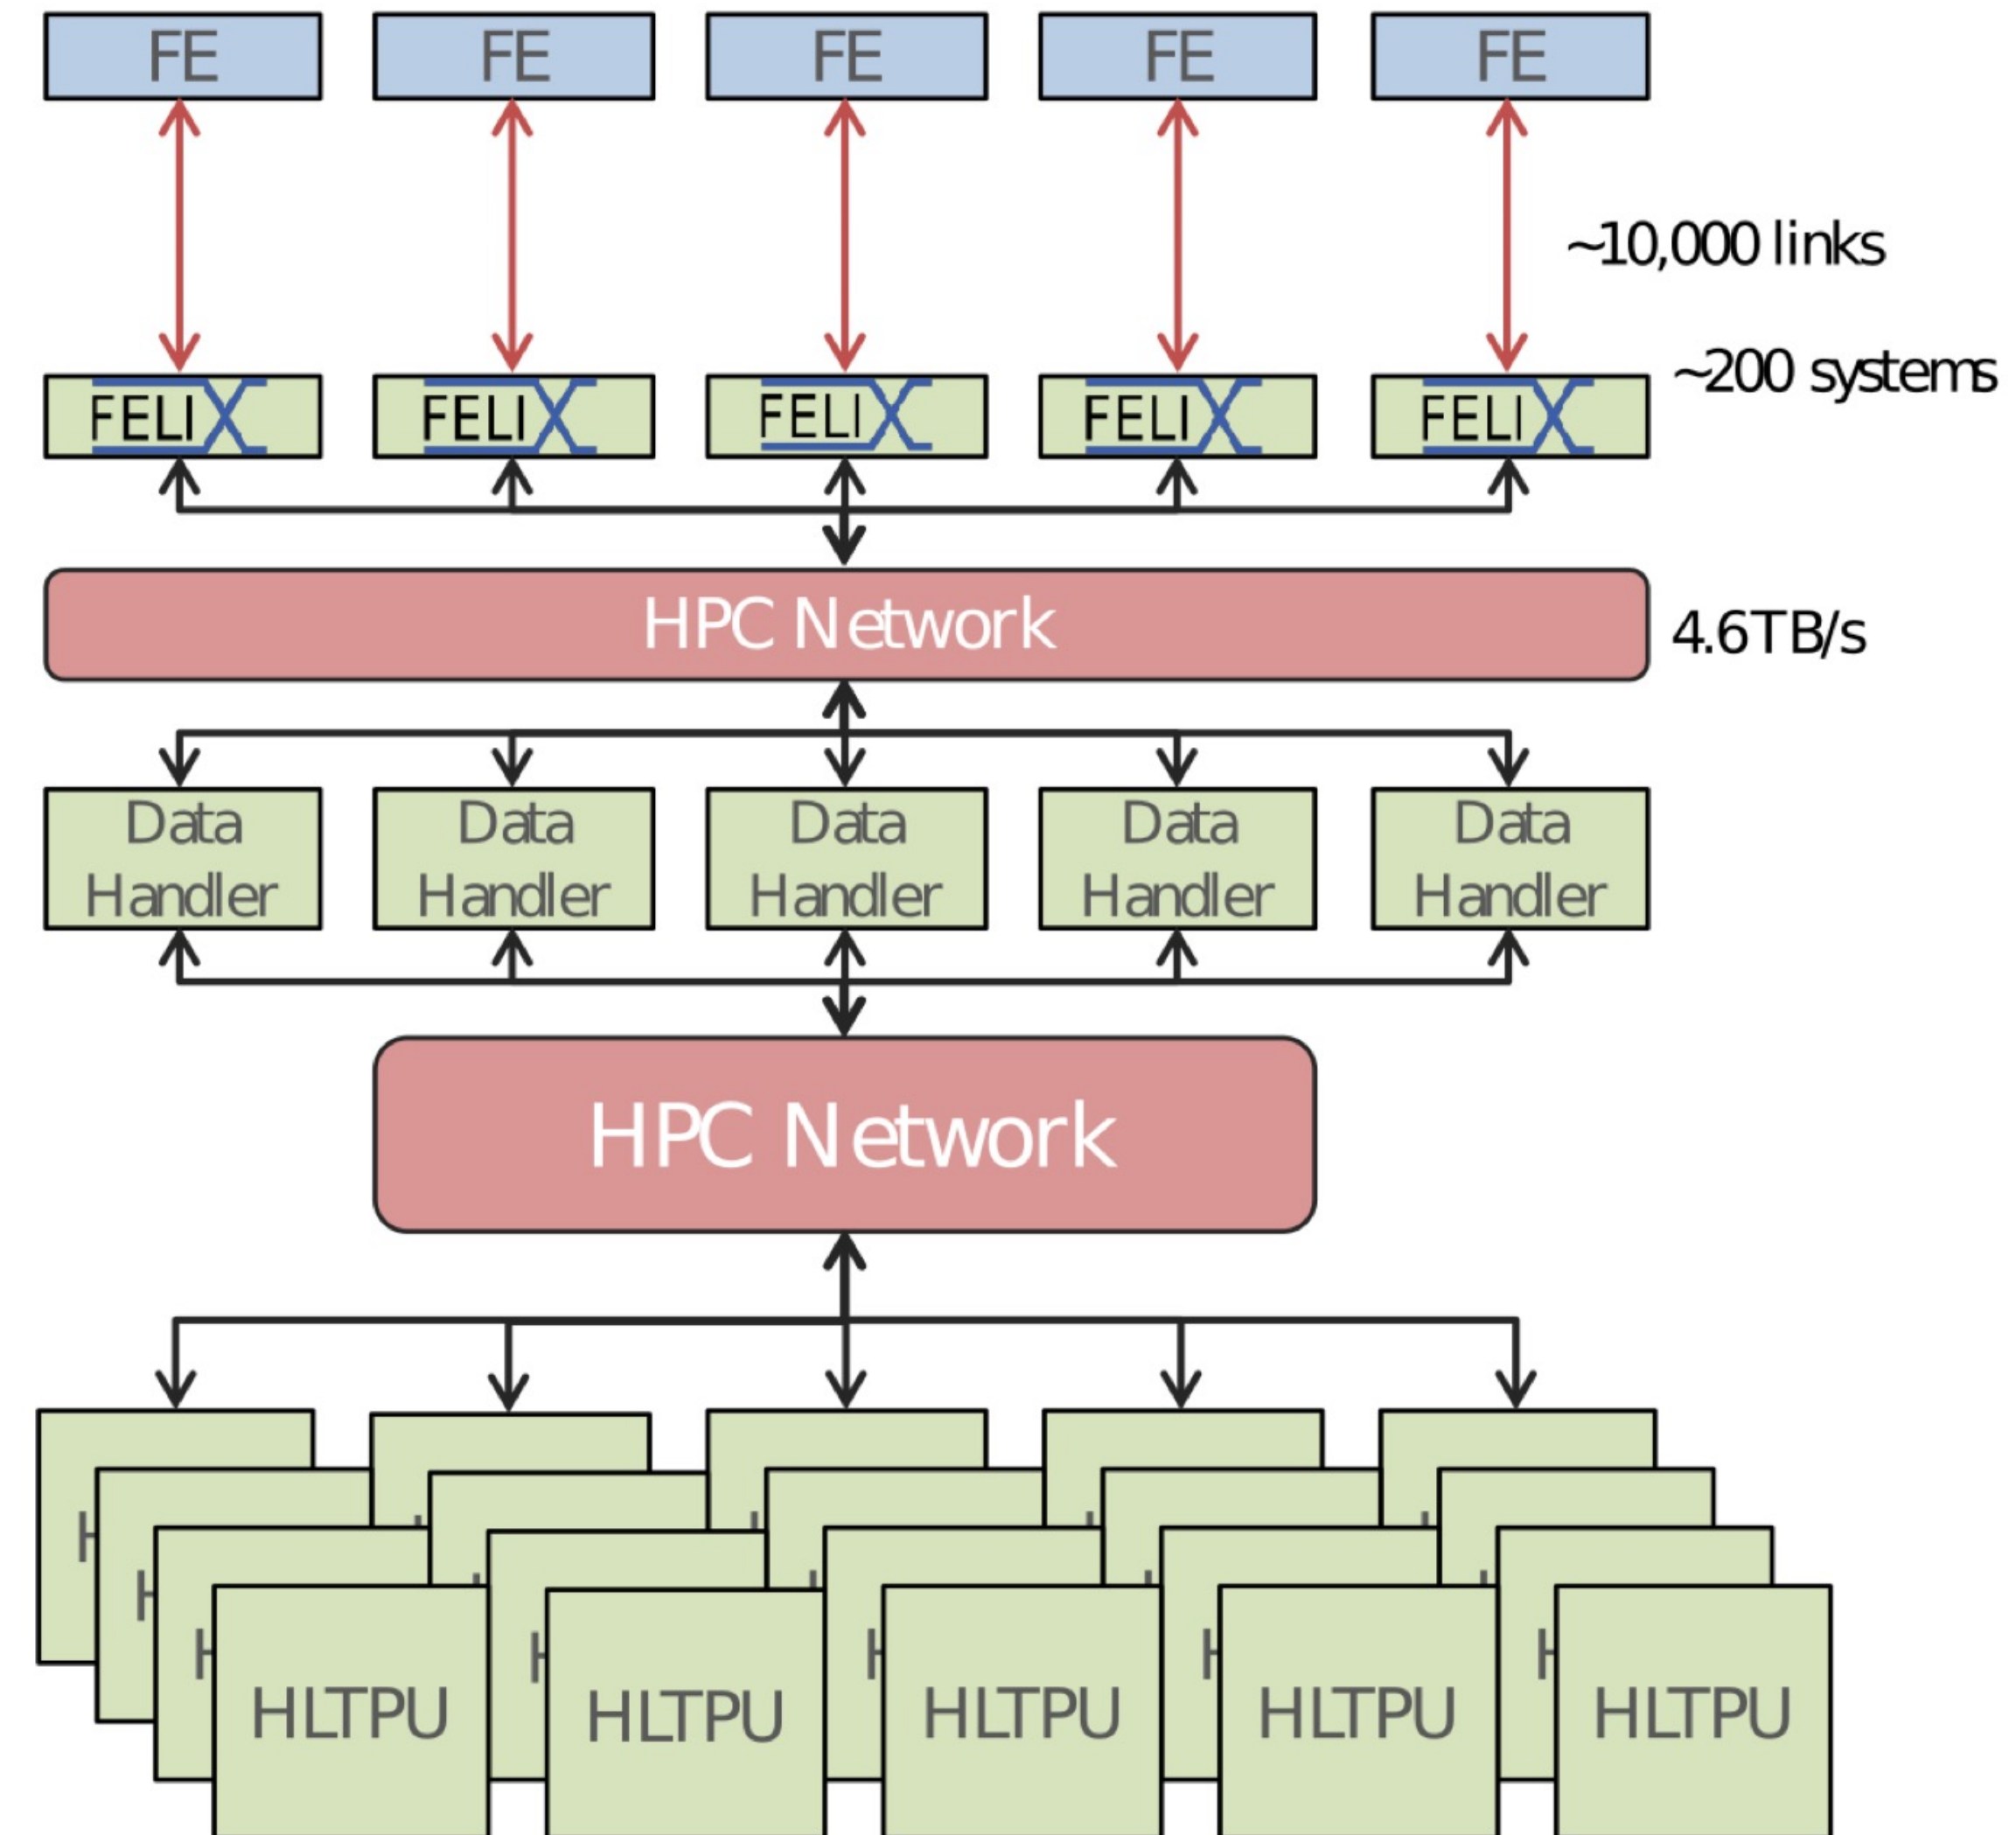 FE FE FE FE FE
~10,000 links
~200 systems
FELIX FELIX FELIX FELIX FELIX
HPC Network
4.6TB/s
Data Handler
Data Handler
Data Handler
Data Handler
Data Handler
HPC Network
HLTPU HLTPU HLTPU HLTPU HLTPU